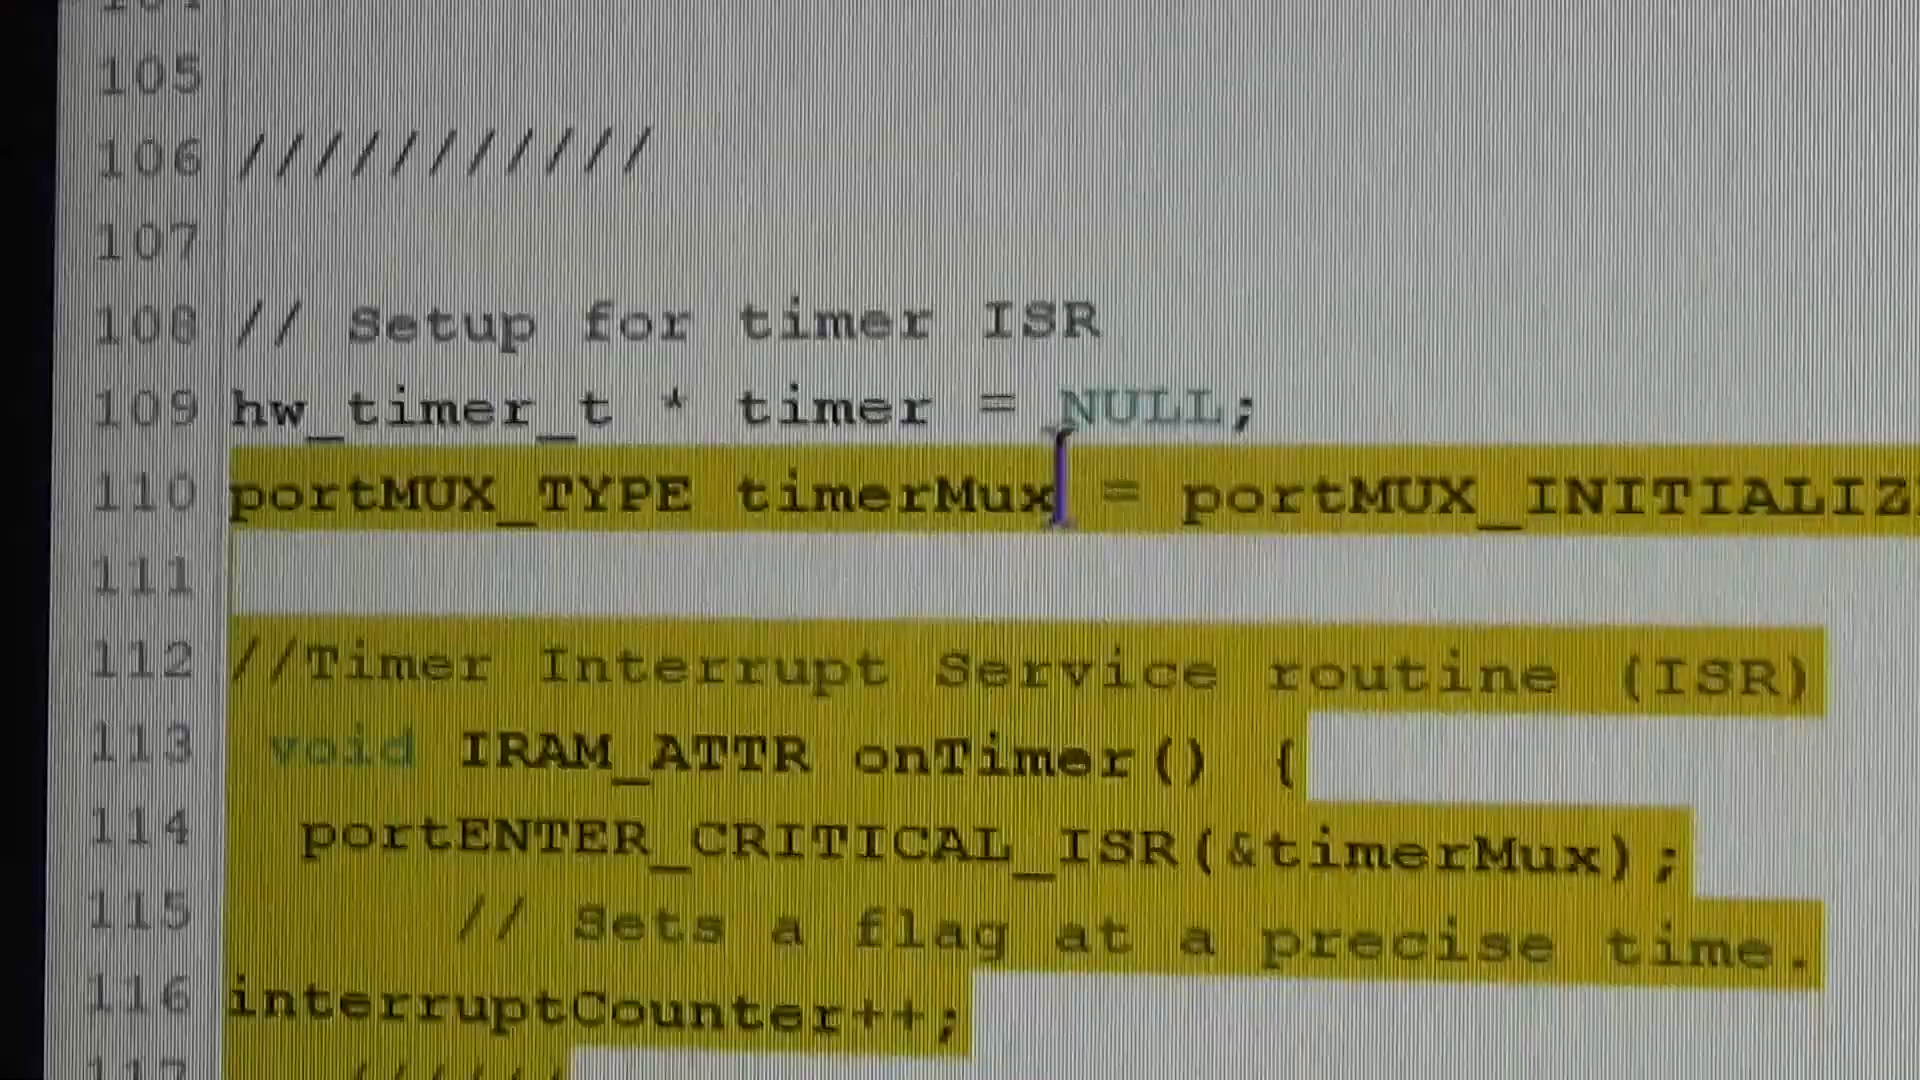 105
106 ///////////
107
108 // Setup for timer ISR
109 hw_timer_t * timer = NULL;
110 portMUX_TYPE timerMux = portMUX_INITIALIZ
111
112 //Timer Interrupt Service routine (ISR)
113 void IRAM_ATTR onTimer() {
114 portENTER_CRITICAL_ISR(&timerMux);
115 // Sets a flag at a precise time.
116 interruptCounter++;
117 //////